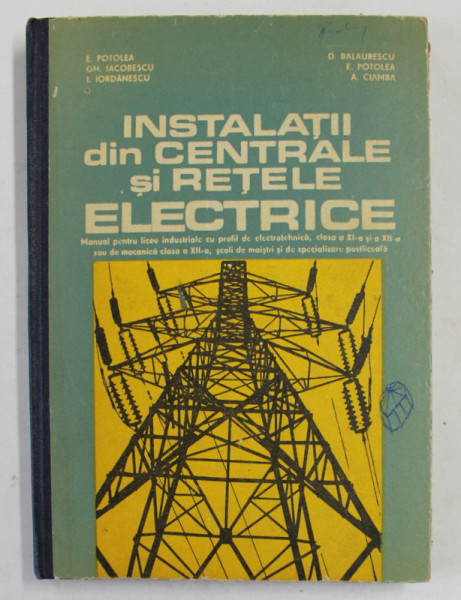 E. POTOLEA
GH. IACOBESCU
I. IORDĂNESCU
D. BALAURESCU
E. POTOLEA
A. CIAMBA
INSTALAȚII
din CENTRALE
și REȚELE
ELECTRICE
Manual pentru licee industriale cu profil de electrotehnică, clasa a XI-a și a XII-a
sau de mecanică clasa a XII-a, școli de maiștri și de specializare postliceală